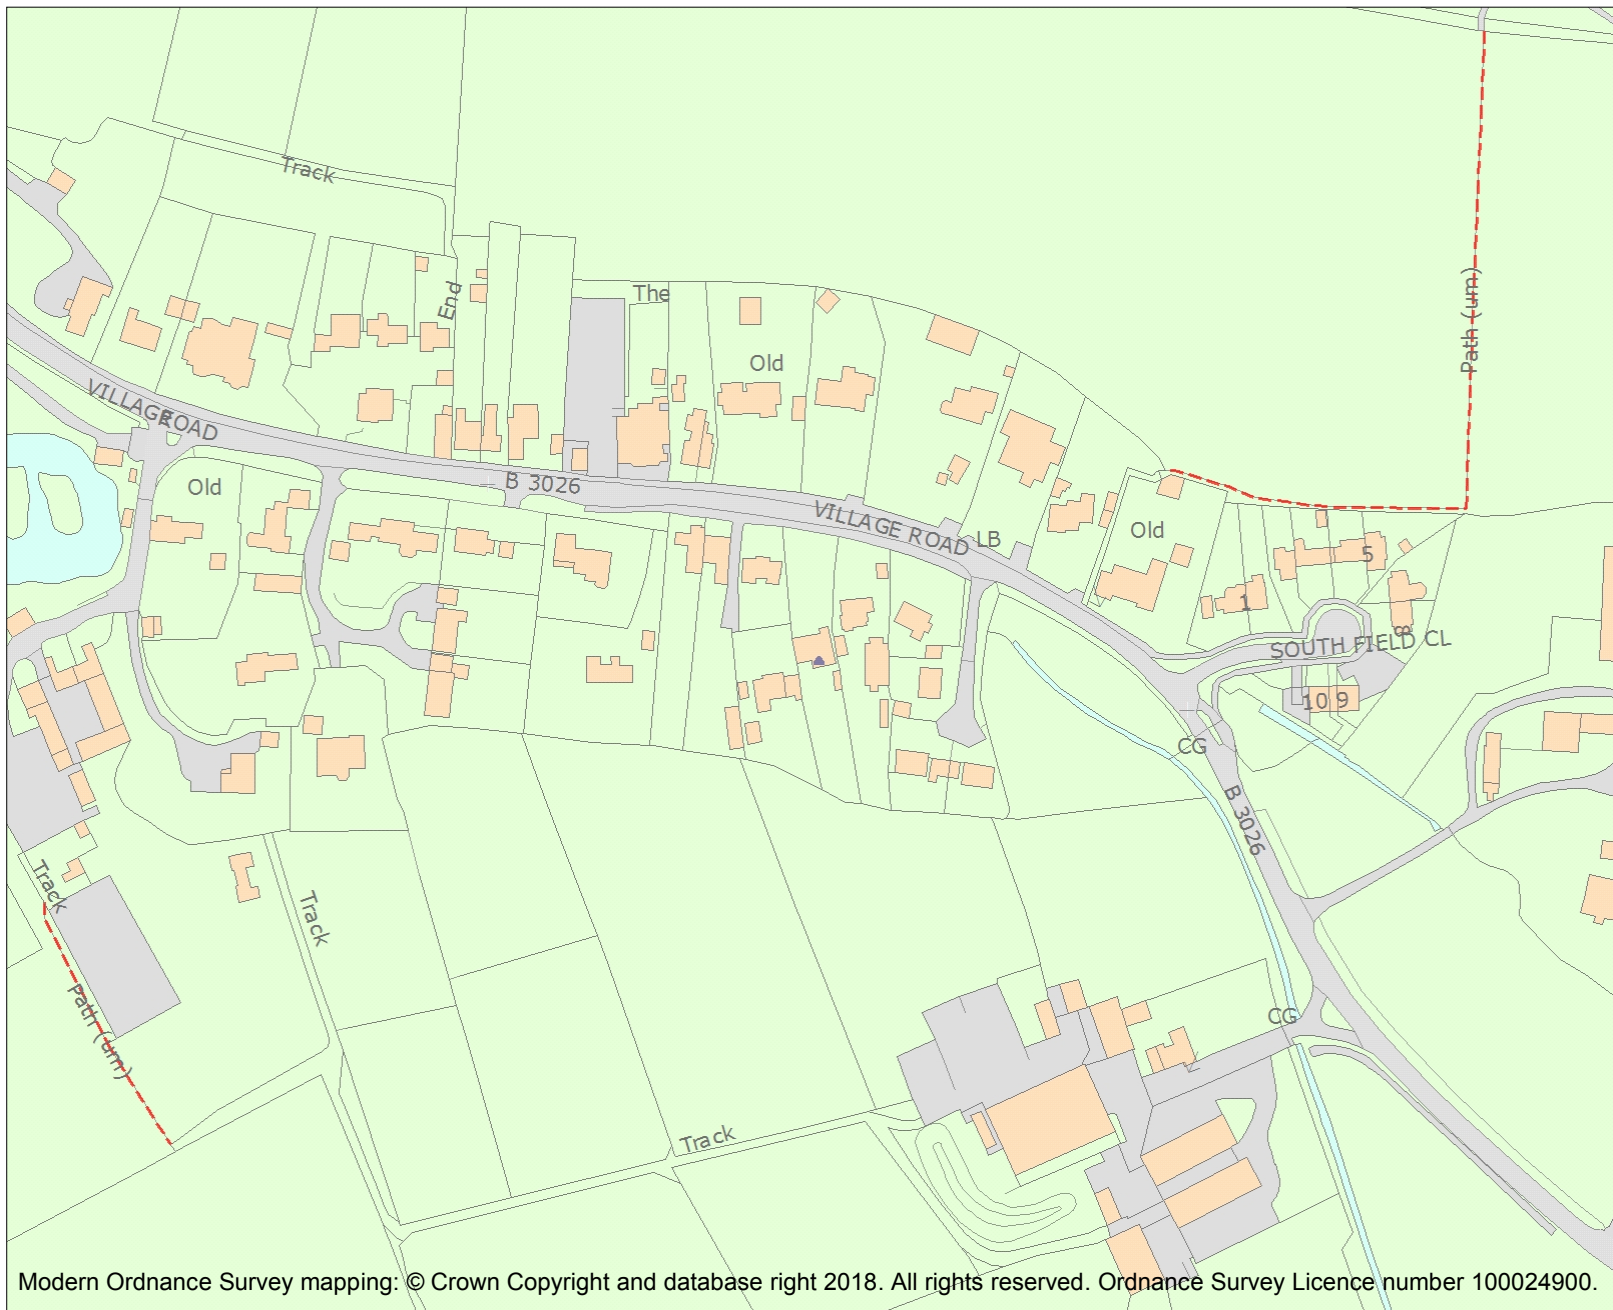 Track
Path (um)
End
The
Old
VILLAGE ROAD
Old
B 3026
VILLAGE ROAD
LB
Old
5
1
8
SOUTH FIELD CL
10 9
CG
B 3026
Track
Track
Path (um)
CG
Track
Modern Ordnance Survey mapping: © Crown Copyright and database right 2018. All rights reserved. Ordnance Survey Licence number 100024900.